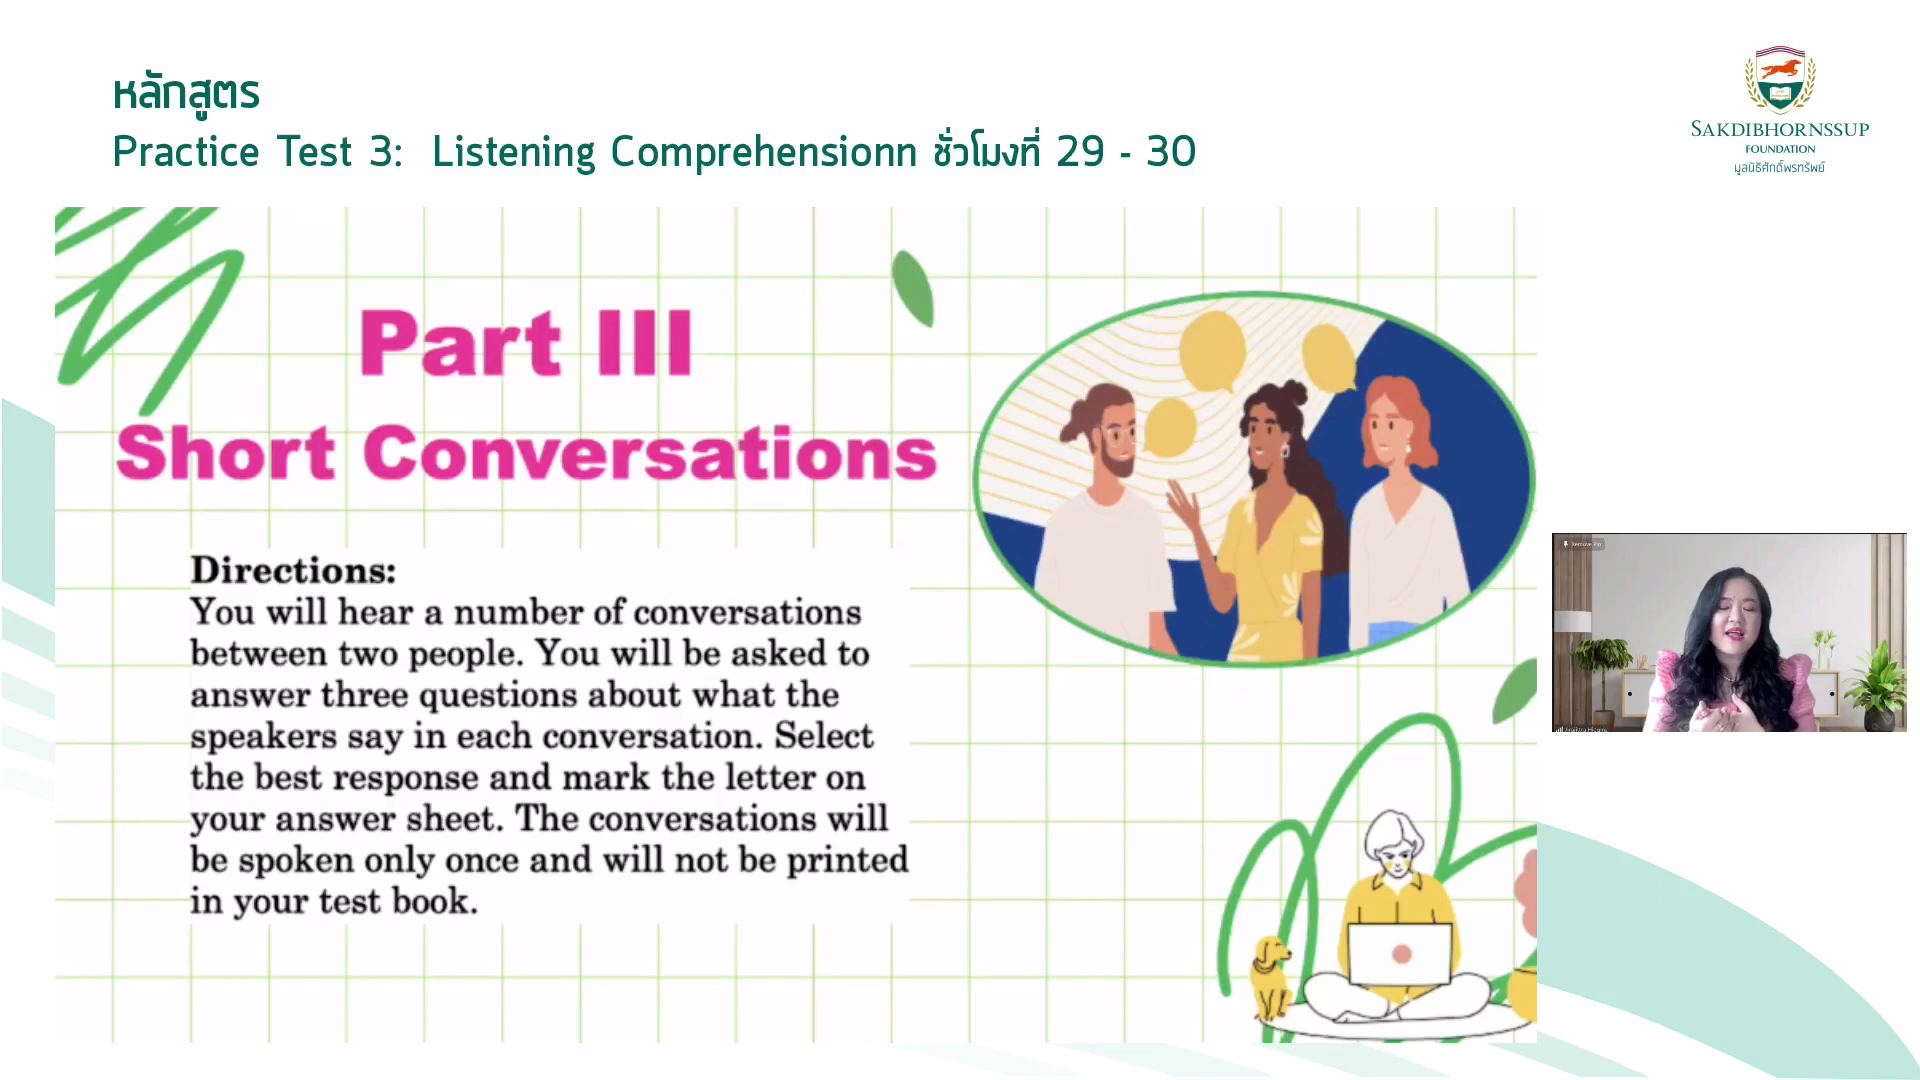 หลักสูตร
Practice Test 3: Listening Comprehensionn ชั่วโมงที่ 29 - 30
SAKDIBHORNSSUP
FOUNDATION
มูลนิธิศักดิ์พรทรัพย์
Part III
Short Conversations
Directions:
You will hear a number of conversations
between two people. You will be asked to
answer three questions about what the
speakers say in each conversation. Select
the best response and mark the letter on
your answer sheet. The conversations will
be spoken only once and will not be printed
in your test book.
Remove Pin